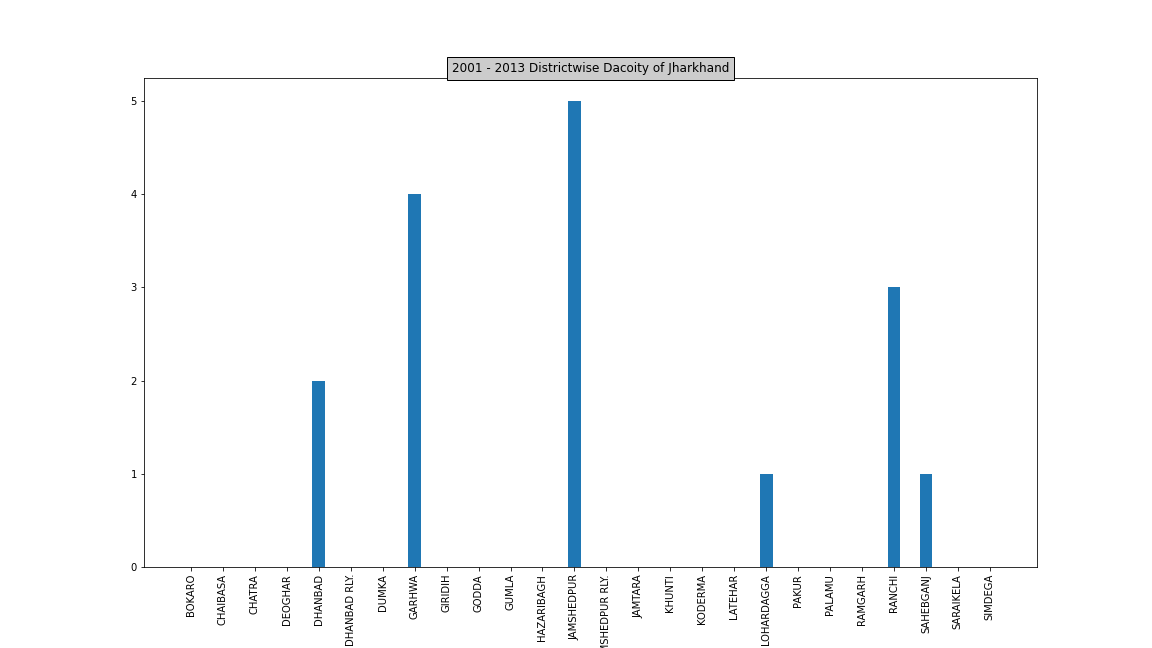 2001 - 2013 Districtwise Dacoity of Jharkhand
5
4
3
2
1
0
BOKARO
CHAIBASA
CHATRA
DEOGHAR
DHANBAD
DHANBAD RLY.
DUMKA
GARHWA
GIRIDIH
GODDA
GUMLA
HAZARIBAGH
JAMSHEDPUR
MSHEDPUR RLY.
JAMTARA
KHUNTI
KODERMA
LATEHAR
LOHARDAGGA
PAKUR
PALAMU
RAMGARH
RANCHI
SAHEBGANJ
SARAIKELA
SIMDEGA